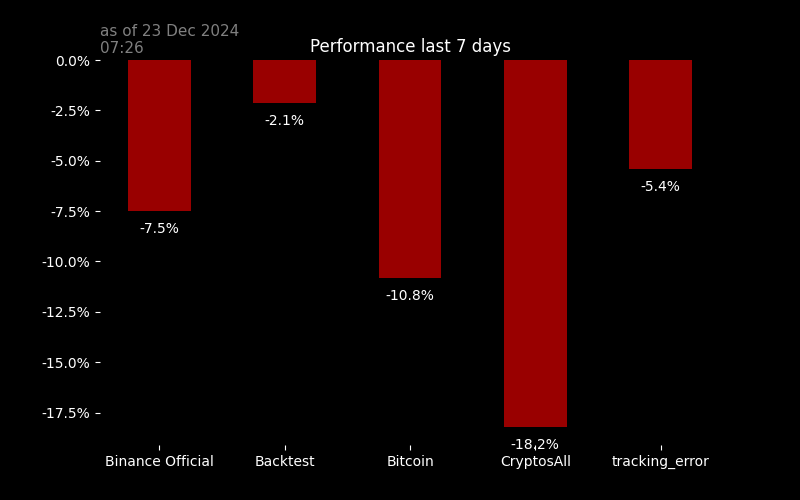 as of 23 Dec 2024
07:26
Performance last 7 days
0.0%
-2.5%
-5.0%
-7.5%
-10.0%
-12.5%
-15.0%
-17.5%
-7.5%
-2.1%
-10.8%
-18.2%
-5.4%
Binance Official
Backtest
Bitcoin
CryptosAll
tracking_error